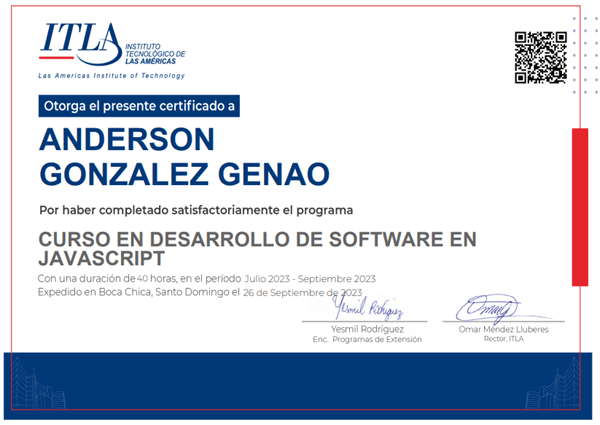 ITLA
INSTITUTO
TECNOLÓGICO DE
LAS AMÉRICAS
Las Americas Institute of Technology
Otorga el presente certificado a
ANDERSON
GONZALEZ GENAO
Por haber completado satisfactoriamente el programa
CURSO EN DESARROLLO DE SOFTWARE EN
JAVASCRIPT
Con una duración de 40 horas, en el período Julio 2023 - Septiembre 2023
Expedido en Boca Chica, Santo Domingo el 26 de Septiembre de 2023
Yesmil Rodríguez
Yesmil Rodríguez
Enc. Programas de Extensión
Omar Méndez Lluberes
Rector, ITLA